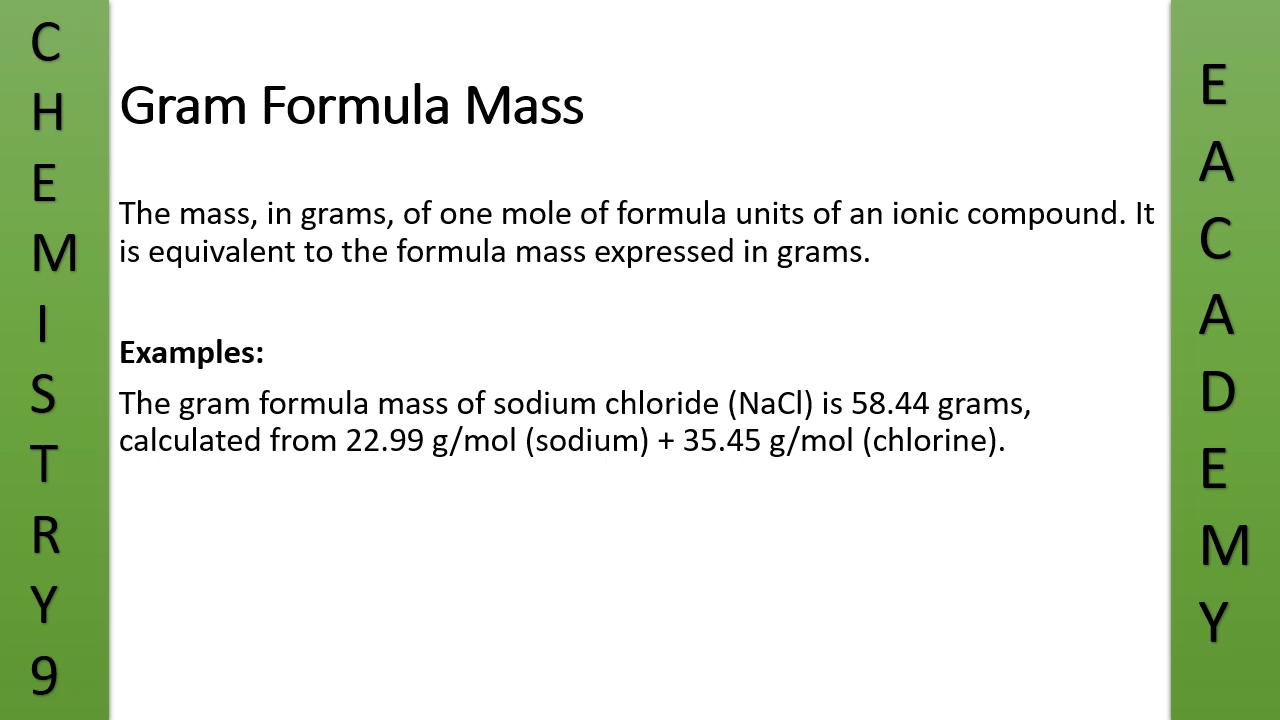 CHEMISTRY9
Gram Formula Mass
The mass, in grams, of one mole of formula units of an ionic compound. It
is equivalent to the formula mass expressed in grams.
Examples:
The gram formula mass of sodium chloride (NaCl) is 58.44 grams,
calculated from 22.99 g/mol (sodium) + 35.45 g/mol (chlorine).
EACADEMY